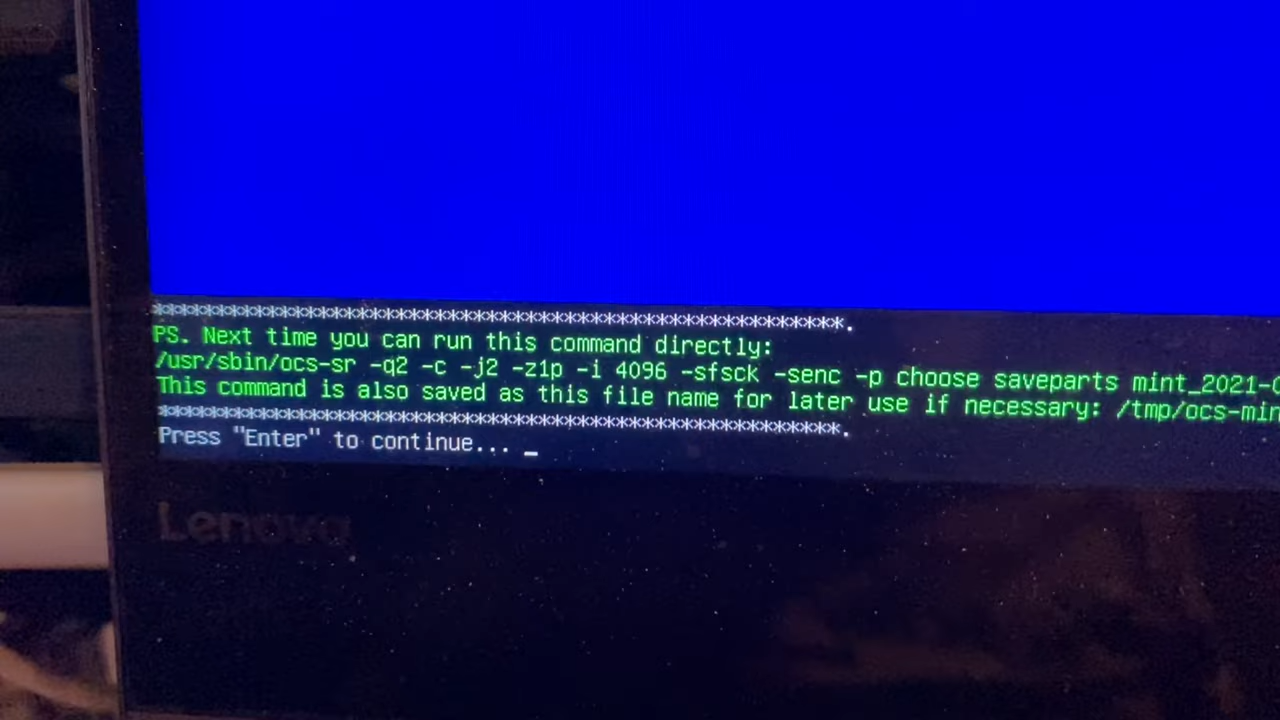 ************************************************************.
PS. Next time you can run this command directly:
/usr/sbin/ocs-sr -q2 -c -j2 -z1p -i 4096 -sfsck -senc -p choose saveparts mint_2021-
This command is also saved as this file name for later use if necessary: /tmp/ocs-min
************************************************************.
Press "Enter" to continue... _
Lenovo